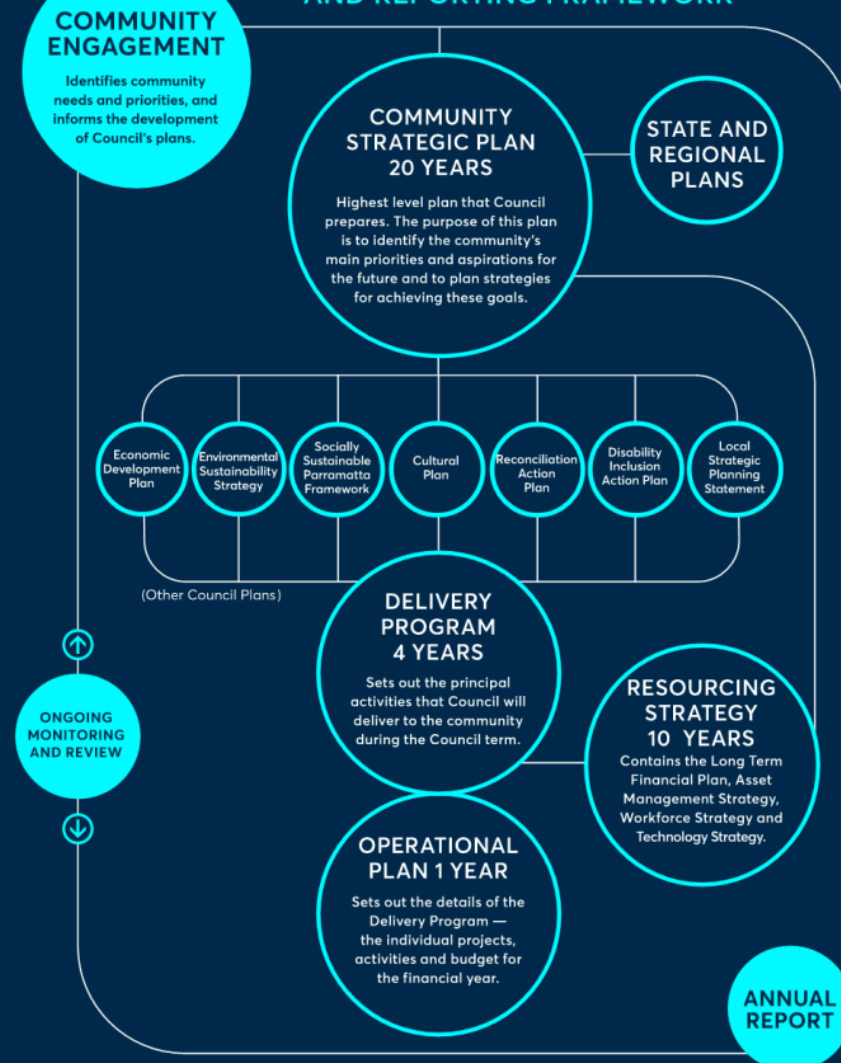 AND REPORTING FRAMEWORK
COMMUNITY
ENGAGEMENT
Identifies community
needs and priorities, and
informs the development
of Council's plans.
COMMUNITY
STRATEGIC PLAN
20 YEARS
Highest level plan that Council
prepares. The purpose of this plan
is to identify the community's
main priorities and aspirations for
the future and to plan strategies
for achieving these goals.
STATE AND
REGIONAL
PLANS
Economic
Development
Plan
Environmental
Sustainability
Strategy
Socially
Sustainable
Parramatta
Framework
Cultural
Plan
Reconciliation
Action
Plan
Disability
Inclusion
Action Plan
Local
Strategic
Planning
Statement
(Other Council Plans)
DELIVERY
PROGRAM
4 YEARS
Sets out the principal
activities that Council will
deliver to the community
during the Council term.
ONGOING
MONITORING
AND REVIEW
RESOURCING
STRATEGY
10 YEARS
Contains the Long Term
Financial Plan, Asset
Management Strategy,
Workforce Strategy and
Technology Strategy.
OPERATIONAL
PLAN 1 YEAR
Sets out the details of the
Delivery Program —
the individual projects,
activities and budget for
the financial year.
ANNUAL
REPORT